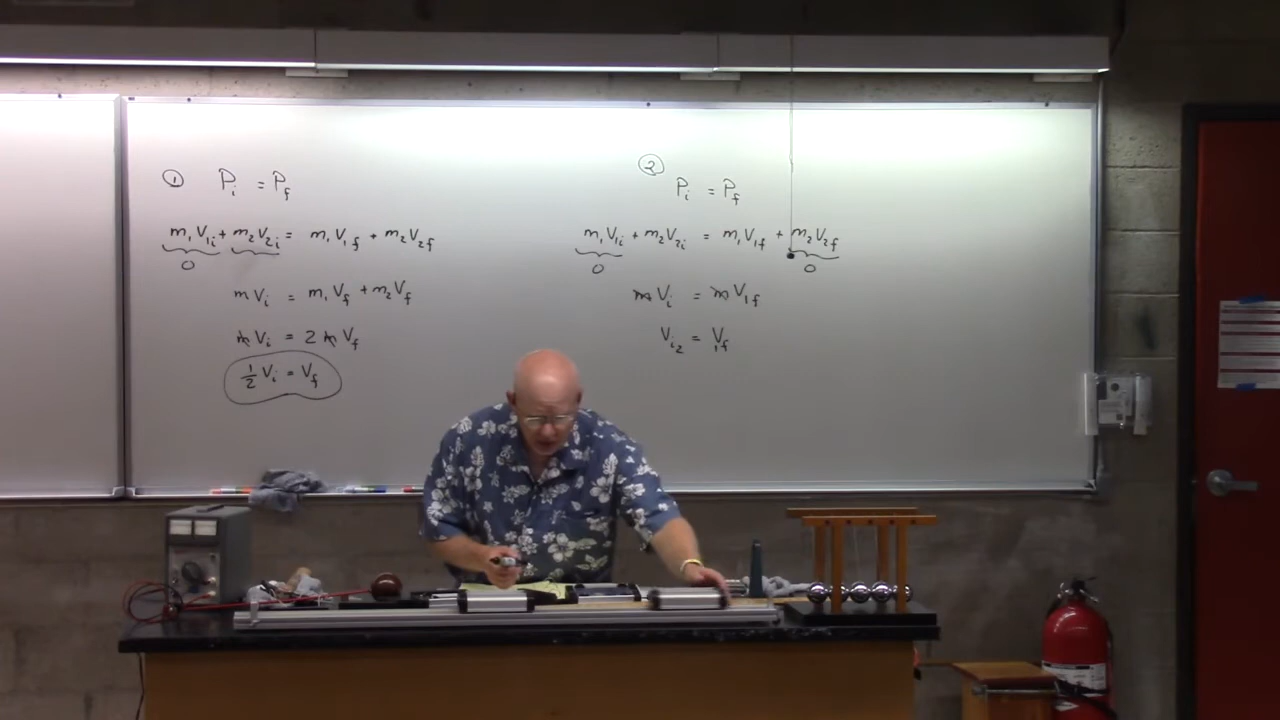 ① Pᵢ = P_f
m₁V₁ᵢ + m₂V₂ᵢ = m₁V₁f + m₂V₂f
0
mVᵢ = m₁V_f + m₂V_f
mVᵢ = 2mV_f
½Vᵢ = V_f
② Pᵢ = P_f
m₁V₁ᵢ + m₂V₂ᵢ = m₁V₁f + m₂V₂f
0 0
mVᵢ = mV₁f
Vᵢ₂ = V₁f